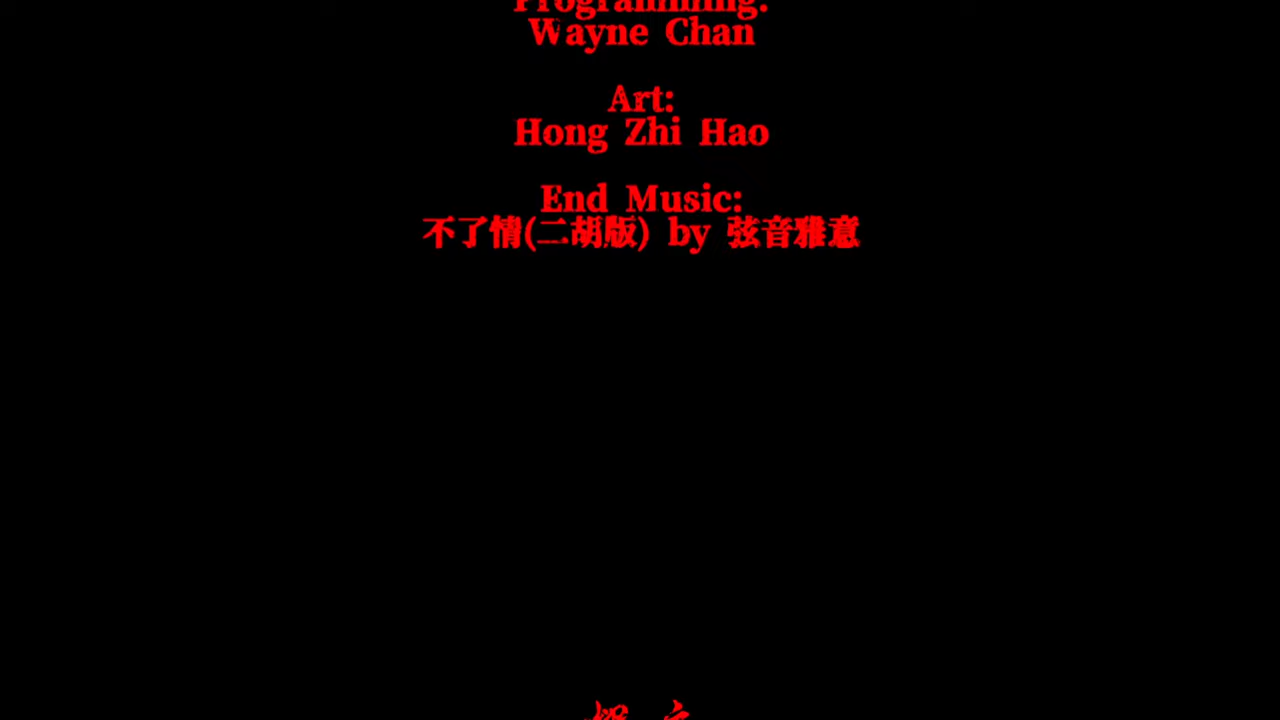 Programming:
Wayne Chan
Art:
Hong Zhi Hao
End Music:
不了情(二胡版) by 弦音雅意